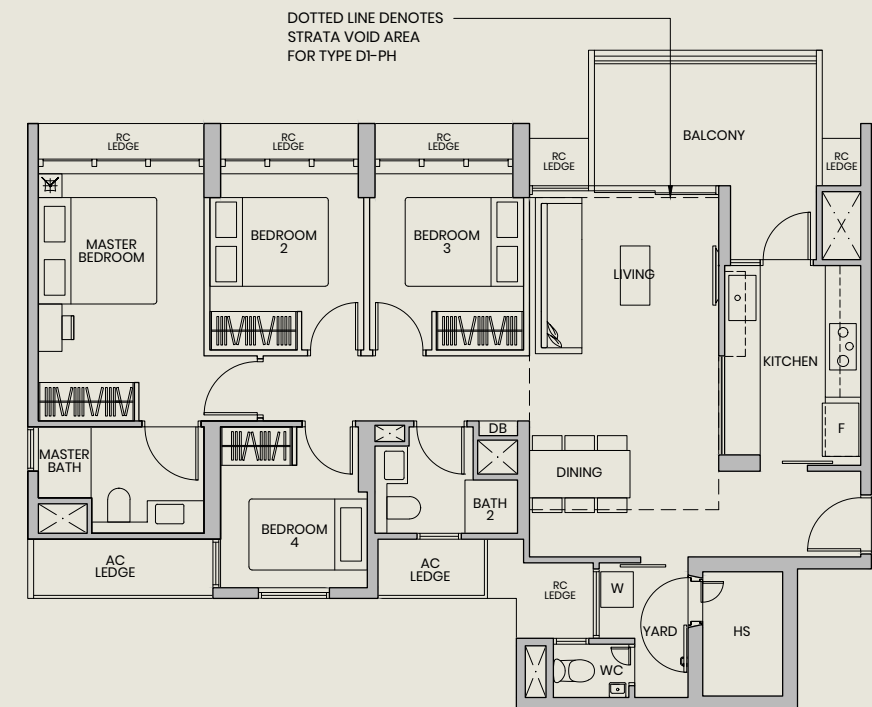 DOTTED LINE DENOTES
STRATA VOID AREA
FOR TYPE D1-PH
BALCONY
RC
LEDGE
RC
LEDGE
RC
LEDGE
RC
LEDGE
RC
LEDGE
MASTER
BEDROOM
BEDROOM
2
BEDROOM
3
LIVING
KITCHEN
F
DB
MASTER
BATH
DINING
BATH
2
BEDROOM
4
AC
LEDGE
AC
LEDGE
RC
LEDGE
W
YARD
HS
WC